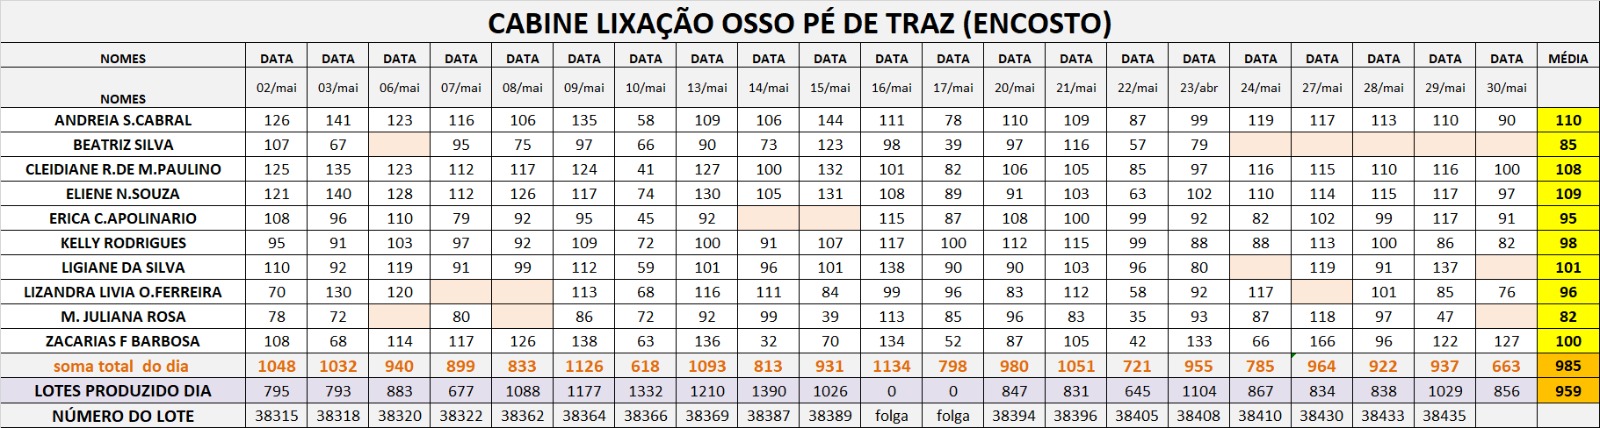 CABINE LIXAÇÃO OSSO PÉ DE TRAZ (ENCOSTO)
NOMES DATA DATA DATA DATA DATA DATA DATA DATA DATA DATA DATA DATA DATA DATA DATA DATA DATA DATA DATA DATA DATA MÉDIA
NOMES 02/mai 03/mai 06/mai 07/mai 08/mai 09/mai 10/mai 13/mai 14/mai 15/mai 16/mai 17/mai 20/mai 21/mai 22/mai 23/abr 24/mai 27/mai 28/mai 29/mai 30/mai
ANDREIA S.CABRAL 126 141 123 116 106 135 58 109 106 144 111 78 110 109 87 99 119 117 113 110 90 110
BEATRIZ SILVA 107 67 95 75 97 66 90 73 123 98 39 97 116 57 79 85
CLEIDIANE R.DE M.PAULINO 125 135 123 112 117 124 41 127 100 132 101 82 106 105 85 97 116 115 110 116 100 108
ELIENE N.SOUZA 121 140 128 112 126 117 74 130 105 131 108 89 91 103 63 102 110 114 115 117 97 109
ERICA C.APOLINARIO 108 96 110 79 92 95 45 92 115 87 108 100 99 92 82 102 99 117 91 95
KELLY RODRIGUES 95 91 103 97 92 109 72 100 91 107 117 100 112 115 99 88 88 113 100 86 82 98
LIGIANE DA SILVA 110 92 119 91 99 112 59 101 96 101 138 90 90 103 96 80 119 91 137 101
LIZANDRA LIVIA O.FERREIRA 70 130 120 113 68 116 111 84 99 96 83 112 58 92 117 101 85 76 96
M. JULIANA ROSA 78 72 80 86 72 92 99 39 113 85 96 83 35 93 87 118 97 47 82
ZACARIAS F BARBOSA 108 68 114 117 126 138 63 136 32 70 134 52 87 105 42 133 66 166 96 122 127 100
soma total do dia 1048 1032 940 899 833 1126 618 1093 813 931 1134 798 980 1051 721 955 785 964 922 937 663 985
LOTES PRODUZIDO DIA 795 793 883 677 1088 1177 1332 1210 1390 1026 0 0 847 831 645 1104 867 834 838 1029 856 959
NÚMERO DO LOTE 38315 38318 38320 38322 38362 38364 38366 38369 38387 38389 folga folga 38394 38396 38405 38408 38410 38430 38433 38435